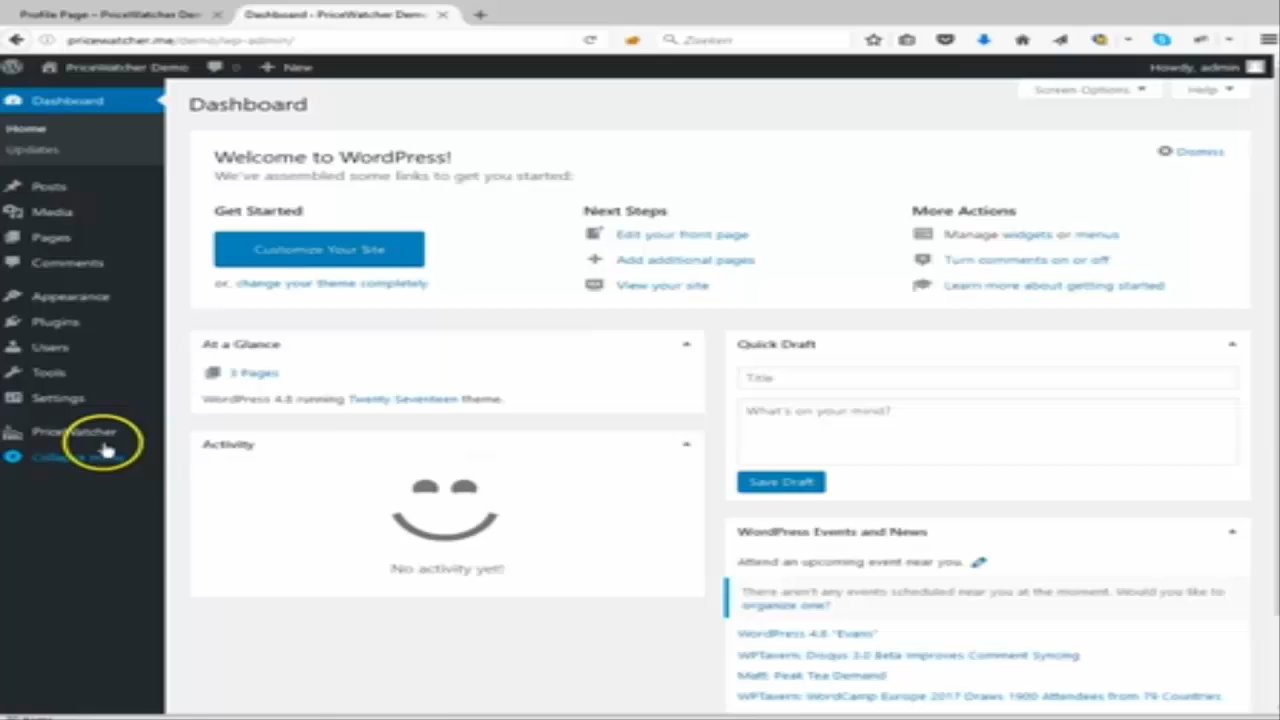 Profile Page – PriceWatcher De
Dashboard - PriceWatcher Demo
pricewatcher.me/demo/wp-admin/
Zoeken
PriceWatcher Demo
0
New
Howdy, admin
Dashboard
Home
Updates
Posts
Media
Pages
Comments
Appearance
Plugins
Users
Tools
Settings
PriceWatcher
Collapse menu
Dashboard
Screen Options
Help
Welcome to WordPress!
We've assembled some links to get you started:
Dismiss
Get Started
Customize Your Site
or, change your theme completely
Next Steps
Edit your front page
Add additional pages
View your site
More Actions
Manage widgets or menus
Turn comments on or off
Learn more about getting started
At a Glance
3 Pages
WordPress 4.8 running Twenty Seventeen theme.
Activity
No activity yet!
Quick Draft
Title
What's on your mind?
Save Draft
WordPress Events and News
Attend an upcoming event near you.
There aren't any events scheduled near you at the moment. Would you like to
organize one?
WordPress 4.8 "Evans"
WPTavern: Disqus 3.0 Beta Improves Comment Syncing
Matt: Peak Tea Demand
WPTavern: WordCamp Europe 2017 Draws 1900 Attendees from 79 Countries